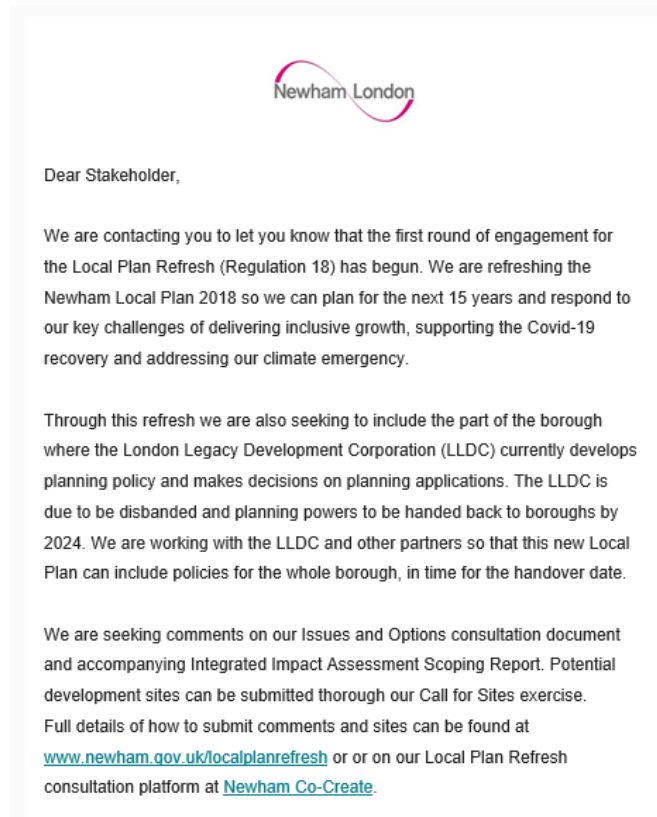 Newham London
Dear Stakeholder,
We are contacting you to let you know that the first round of engagement for
the Local Plan Refresh (Regulation 18) has begun. We are refreshing the
Newham Local Plan 2018 so we can plan for the next 15 years and respond to
our key challenges of delivering inclusive growth, supporting the Covid-19
recovery and addressing our climate emergency.
Through this refresh we are also seeking to include the part of the borough
where the London Legacy Development Corporation (LLDC) currently develops
planning policy and makes decisions on planning applications. The LLDC is
due to be disbanded and planning powers to be handed back to boroughs by
2024. We are working with the LLDC and other partners so that this new Local
Plan can include policies for the whole borough, in time for the handover date.
We are seeking comments on our Issues and Options consultation document
and accompanying Integrated Impact Assessment Scoping Report. Potential
development sites can be submitted thorough our Call for Sites exercise.
Full details of how to submit comments and sites can be found at
www.newham.gov.uk/localplanrefresh or or on our Local Plan Refresh
consultation platform at Newham Co-Create.